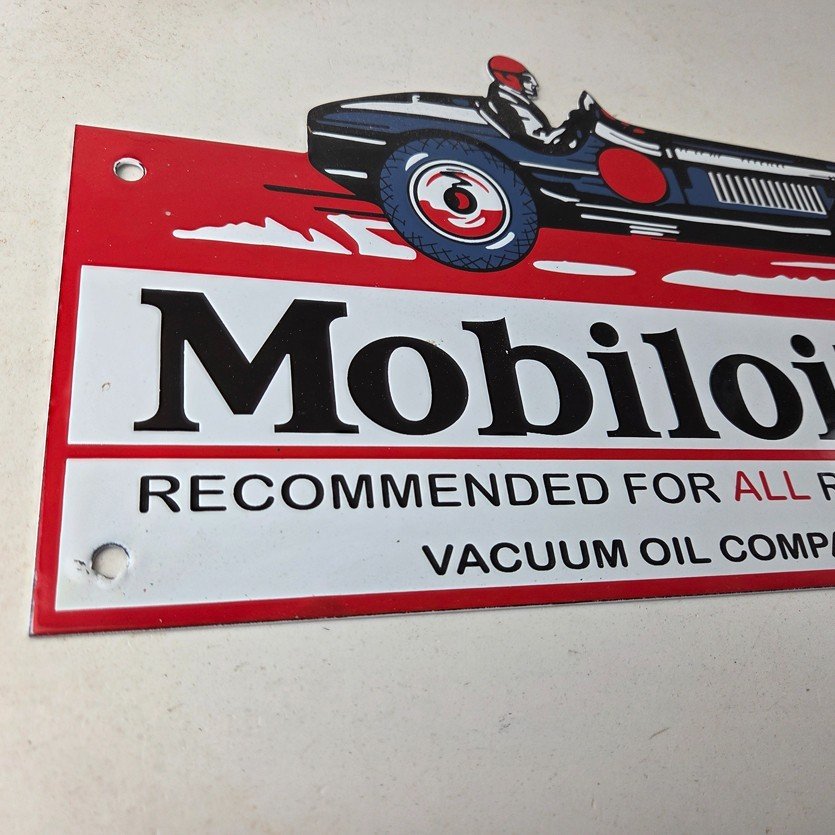 Mobiloi
RECOMMENDED FOR ALL R
VACUUM OIL COMPA